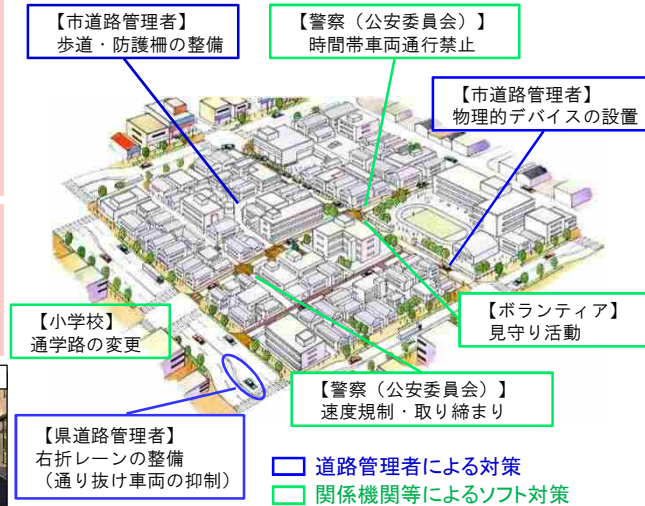 【市道路管理者】
歩道・防護柵の整備
【警察（公安委員会）】
時間帯車両通行禁止
【市道路管理者】
物理的デバイスの設置
【小学校】
通学路の変更
【ボランティア】
見守り活動
【警察（公安委員会）】
速度規制・取り締まり
【県道路管理者】
右折レーンの整備
（通り抜け車両の抑制）
道路管理者による対策
関係機関等によるソフト対策